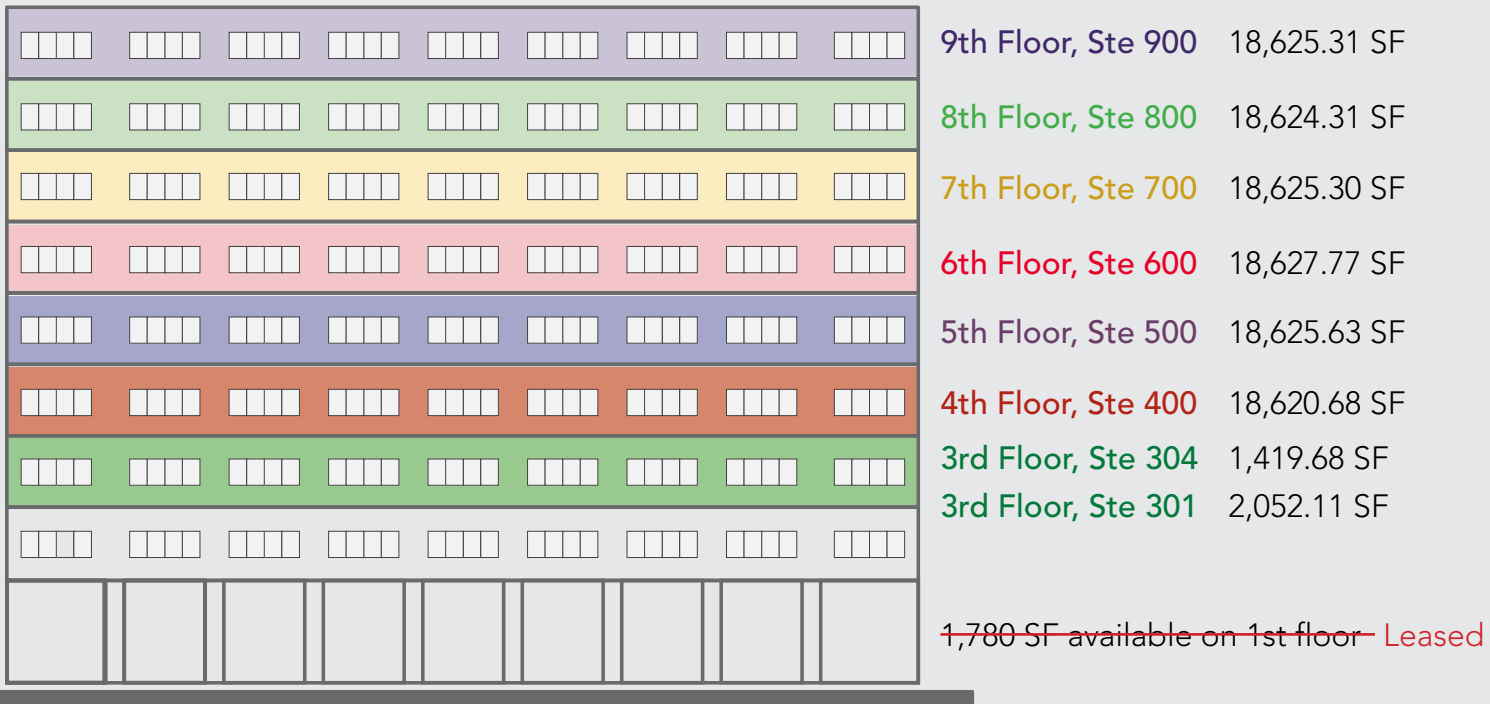 9th Floor, Ste 900 18,625.31 SF
8th Floor, Ste 800 18,624.31 SF
7th Floor, Ste 700 18,625.30 SF
6th Floor, Ste 600 18,627.77 SF
5th Floor, Ste 500 18,625.63 SF
4th Floor, Ste 400 18,620.68 SF
3rd Floor, Ste 304 1,419.68 SF
3rd Floor, Ste 301 2,052.11 SF
1,780 SF available on 1st floor Leased